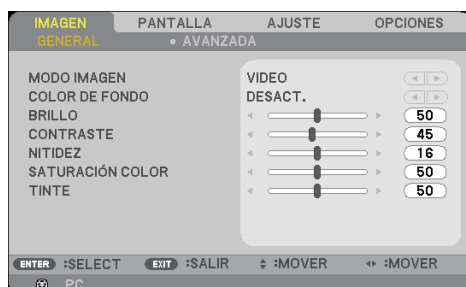 IMAGEN PANTALLA AJUSTE OPCIONES
GENERAL • AVANZADA
MODO IMAGEN VIDEO
COLOR DE FONDO DESACT.
BRILLO 50
CONTRASTE 45
NITIDEZ 16
SATURACIÓN COLOR 50
TINTE 50
ENTER :SELECT EXIT :SALIR :MOVER :MOVER
PC